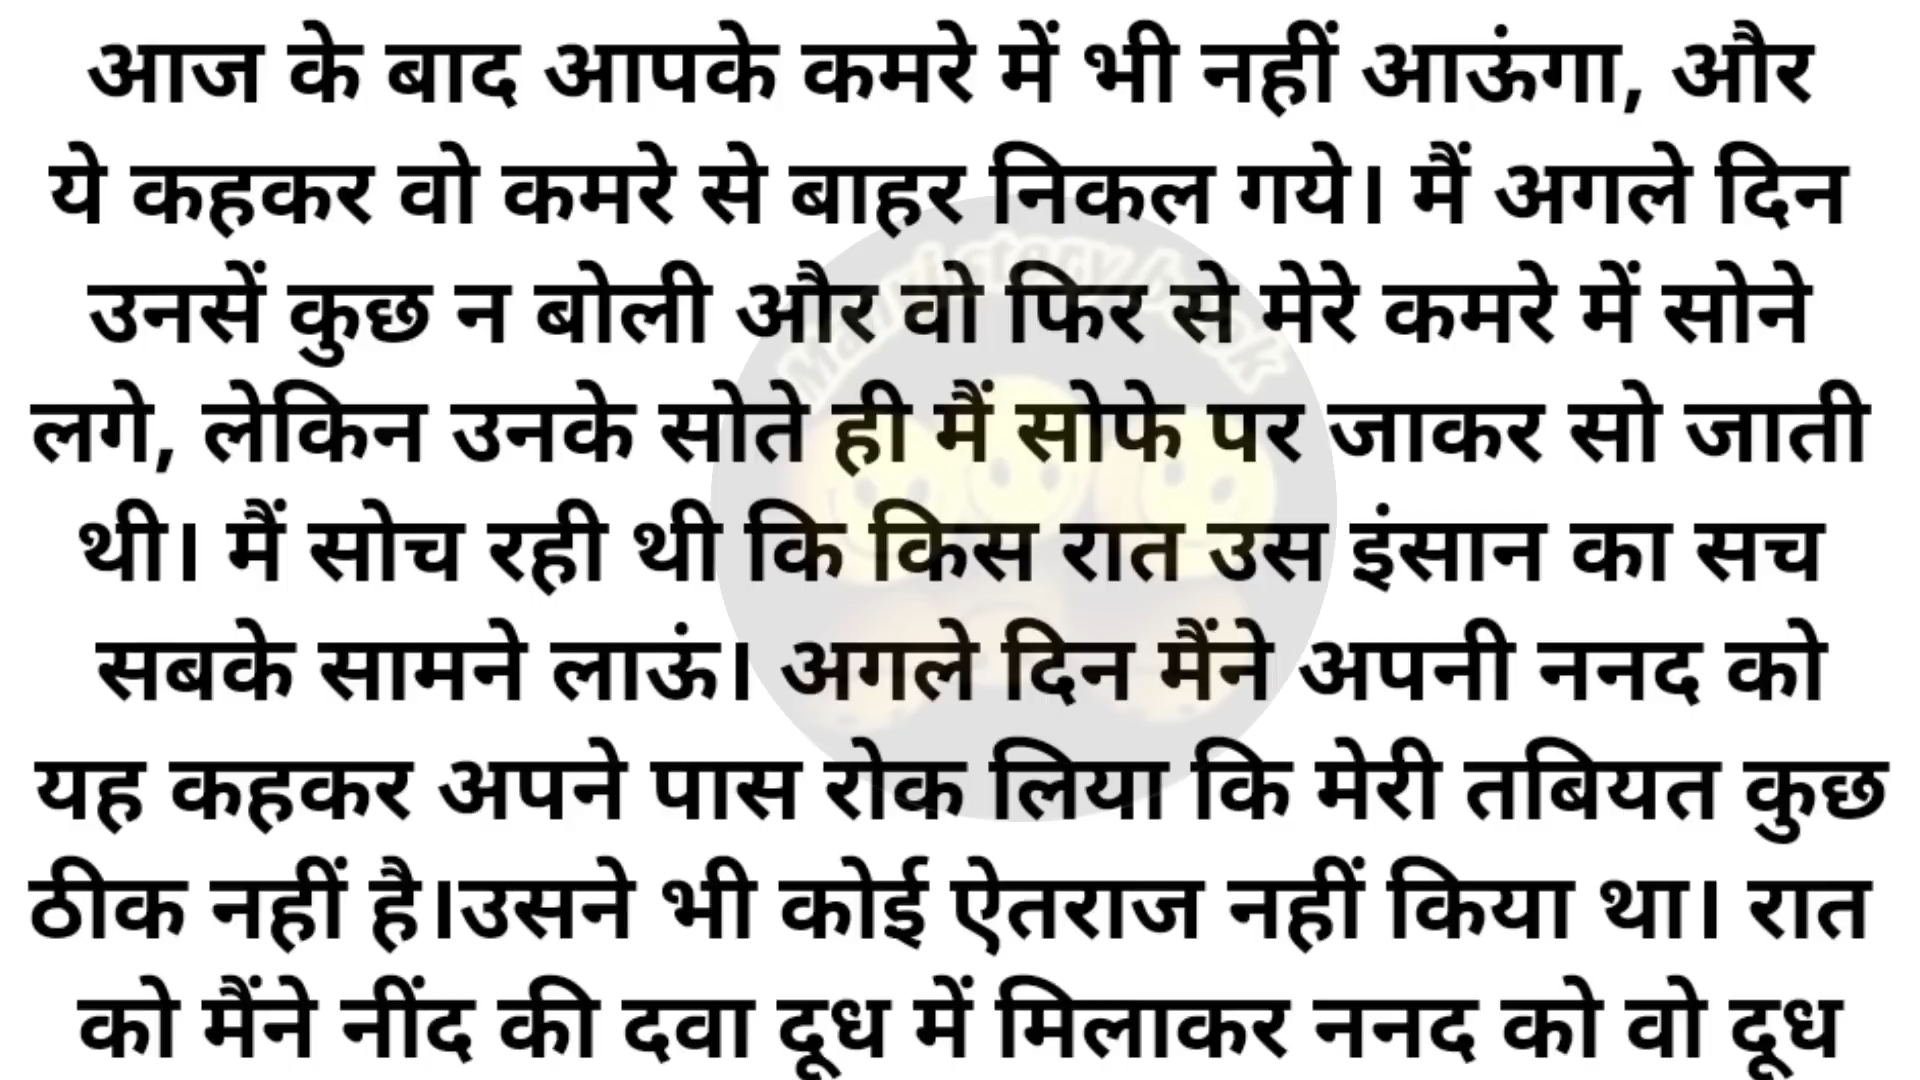 आज के बाद आपके कमरे में भी नहीं आऊंगा, और
ये कहकर वो कमरे से बाहर निकल गये। मैं अगले दिन
उनसें कुछ न बोली और वो फिर से मेरे कमरे में सोने
लगे, लेकिन उनके सोते ही मैं सोफे पर जाकर सो जाती
थी। मैं सोच रही थी कि किस रात उस इंसान का सच
सबके सामने लाऊं। अगले दिन मैंने अपनी ननद को
यह कहकर अपने पास रोक लिया कि मेरी तबियत कुछ
ठीक नहीं है।उसने भी कोई ऐतराज नहीं किया था। रात
को मैंने नींद की दवा दूध में मिलाकर ननद को वो दूध